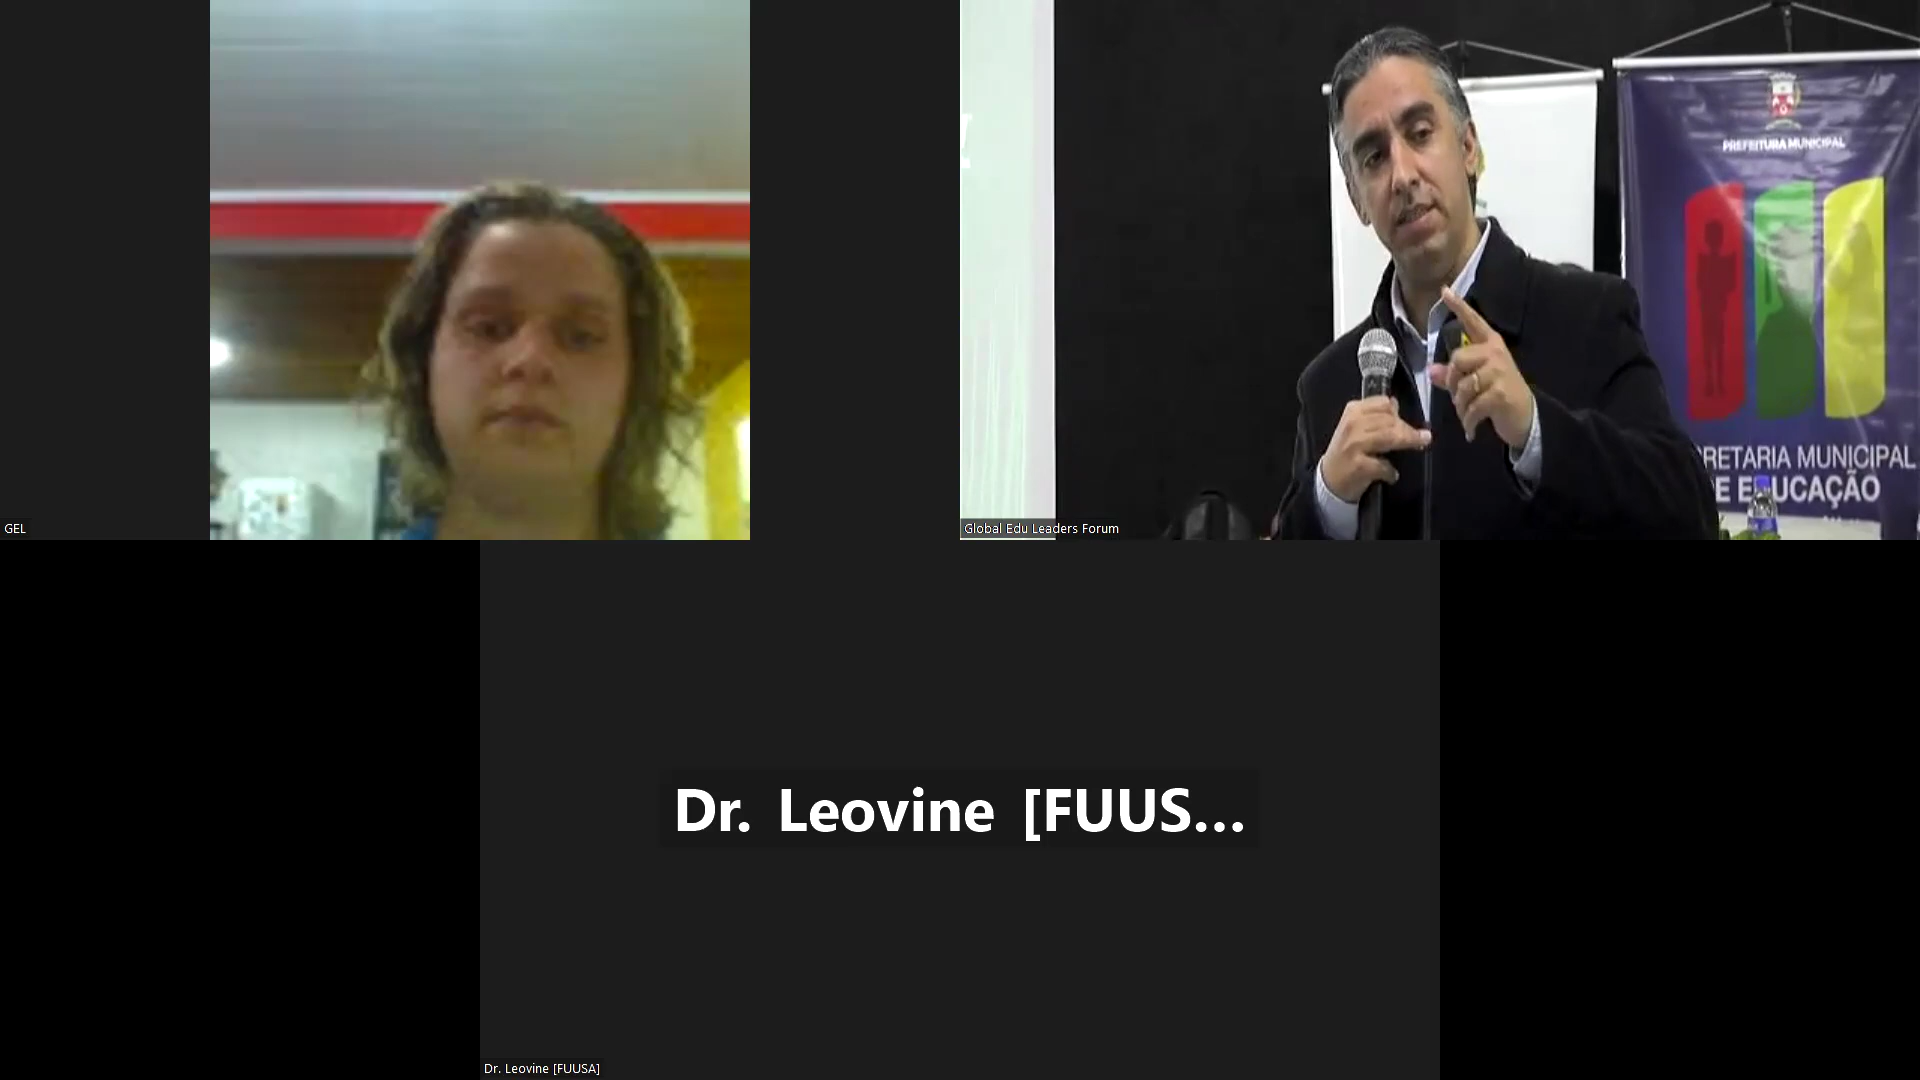 GEL
Global Edu Leaders Forum
PREFEITURA MUNICIPAL
RETARIA MUNICIPAL
E EDUCAÇÃO
Dr. Leovine [FUUS...
Dr. Leovine [FUUSA]